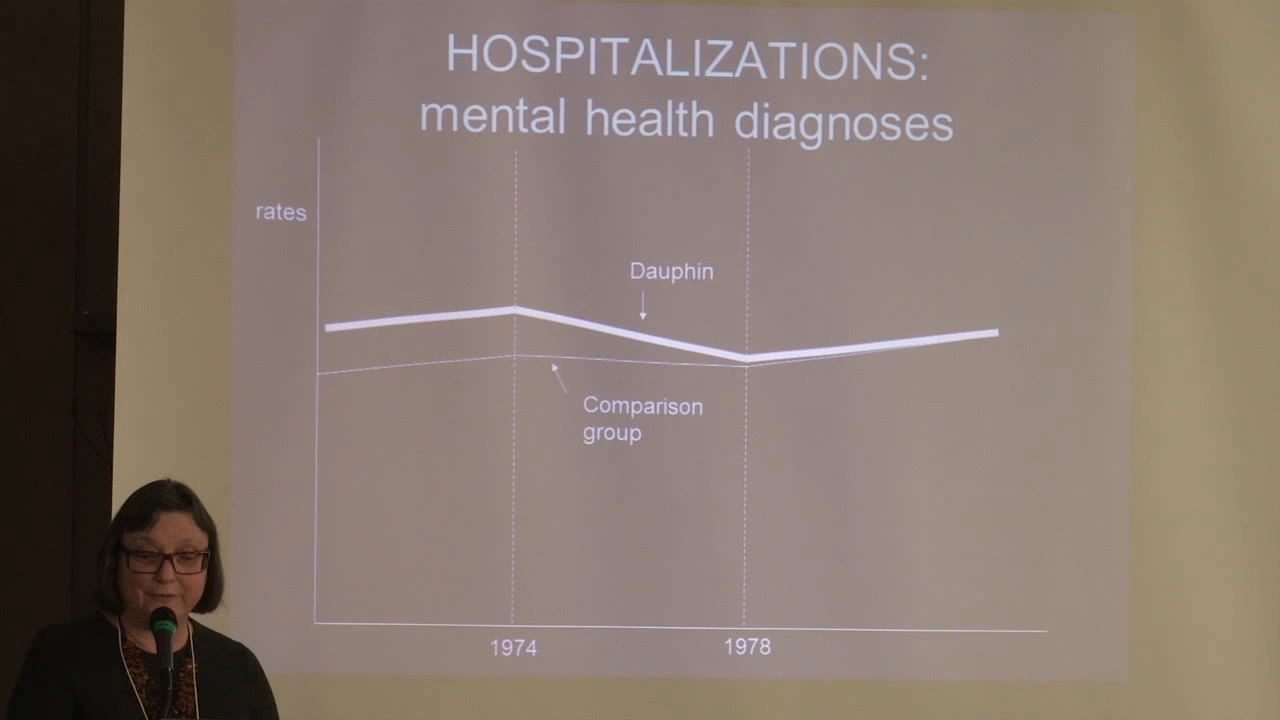 HOSPITALIZATIONS:
mental health diagnoses
rates
Dauphin
Comparison
group
1974
1978